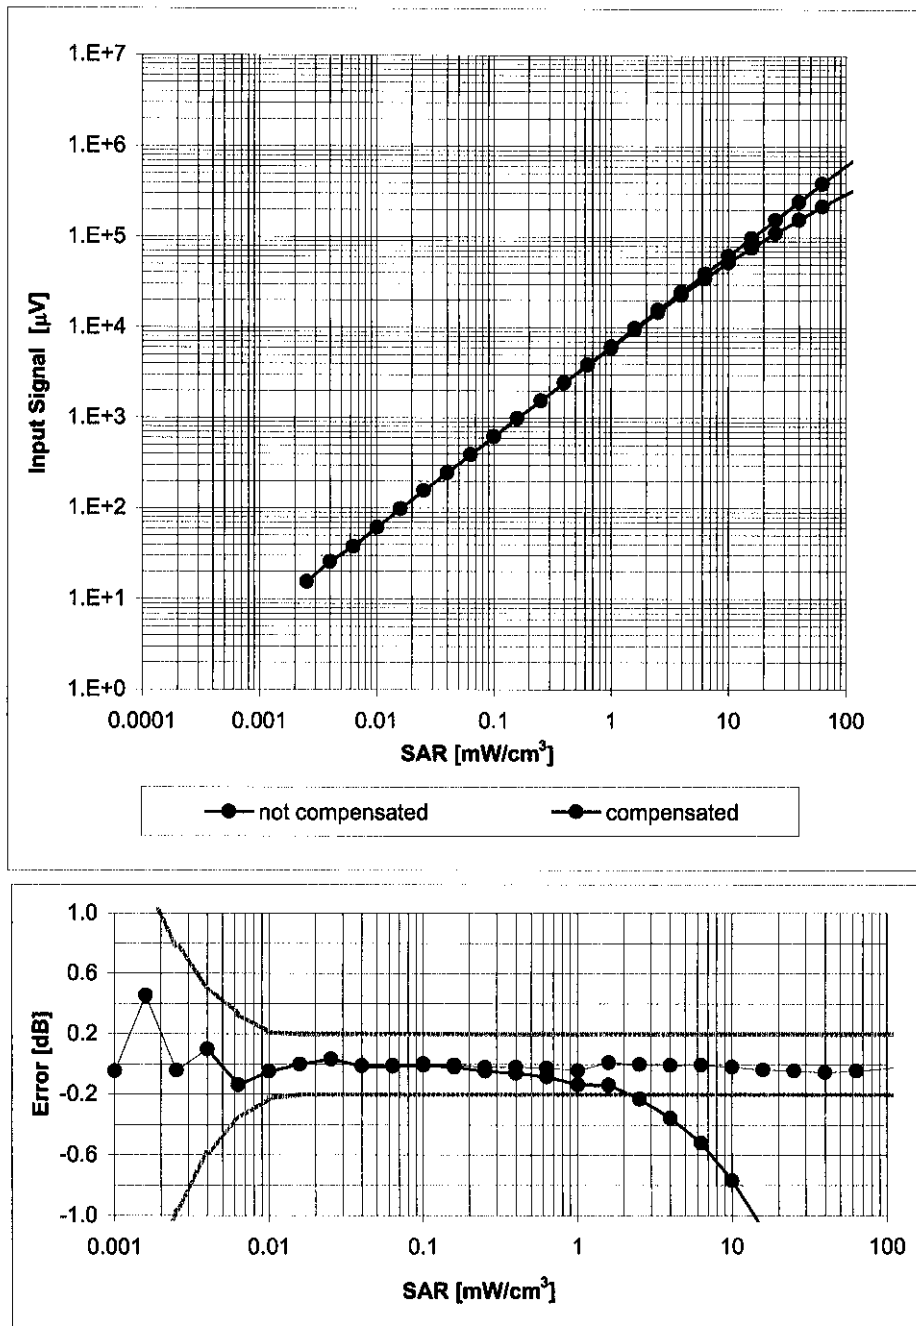 1.E+7
1.E+6
1.E+5
1.E+4
1.E+3
1.E+2
1.E+1
1.E+0
Input Signal [µV]
0.0001 0.001 0.01 0.1 1 10 100
SAR [mW/cm³]
not compensated compensated
1.0
0.6
0.2
-0.2
-0.6
-1.0
Error [dB]
0.001 0.01 0.1 1 10 100
SAR [mW/cm³]